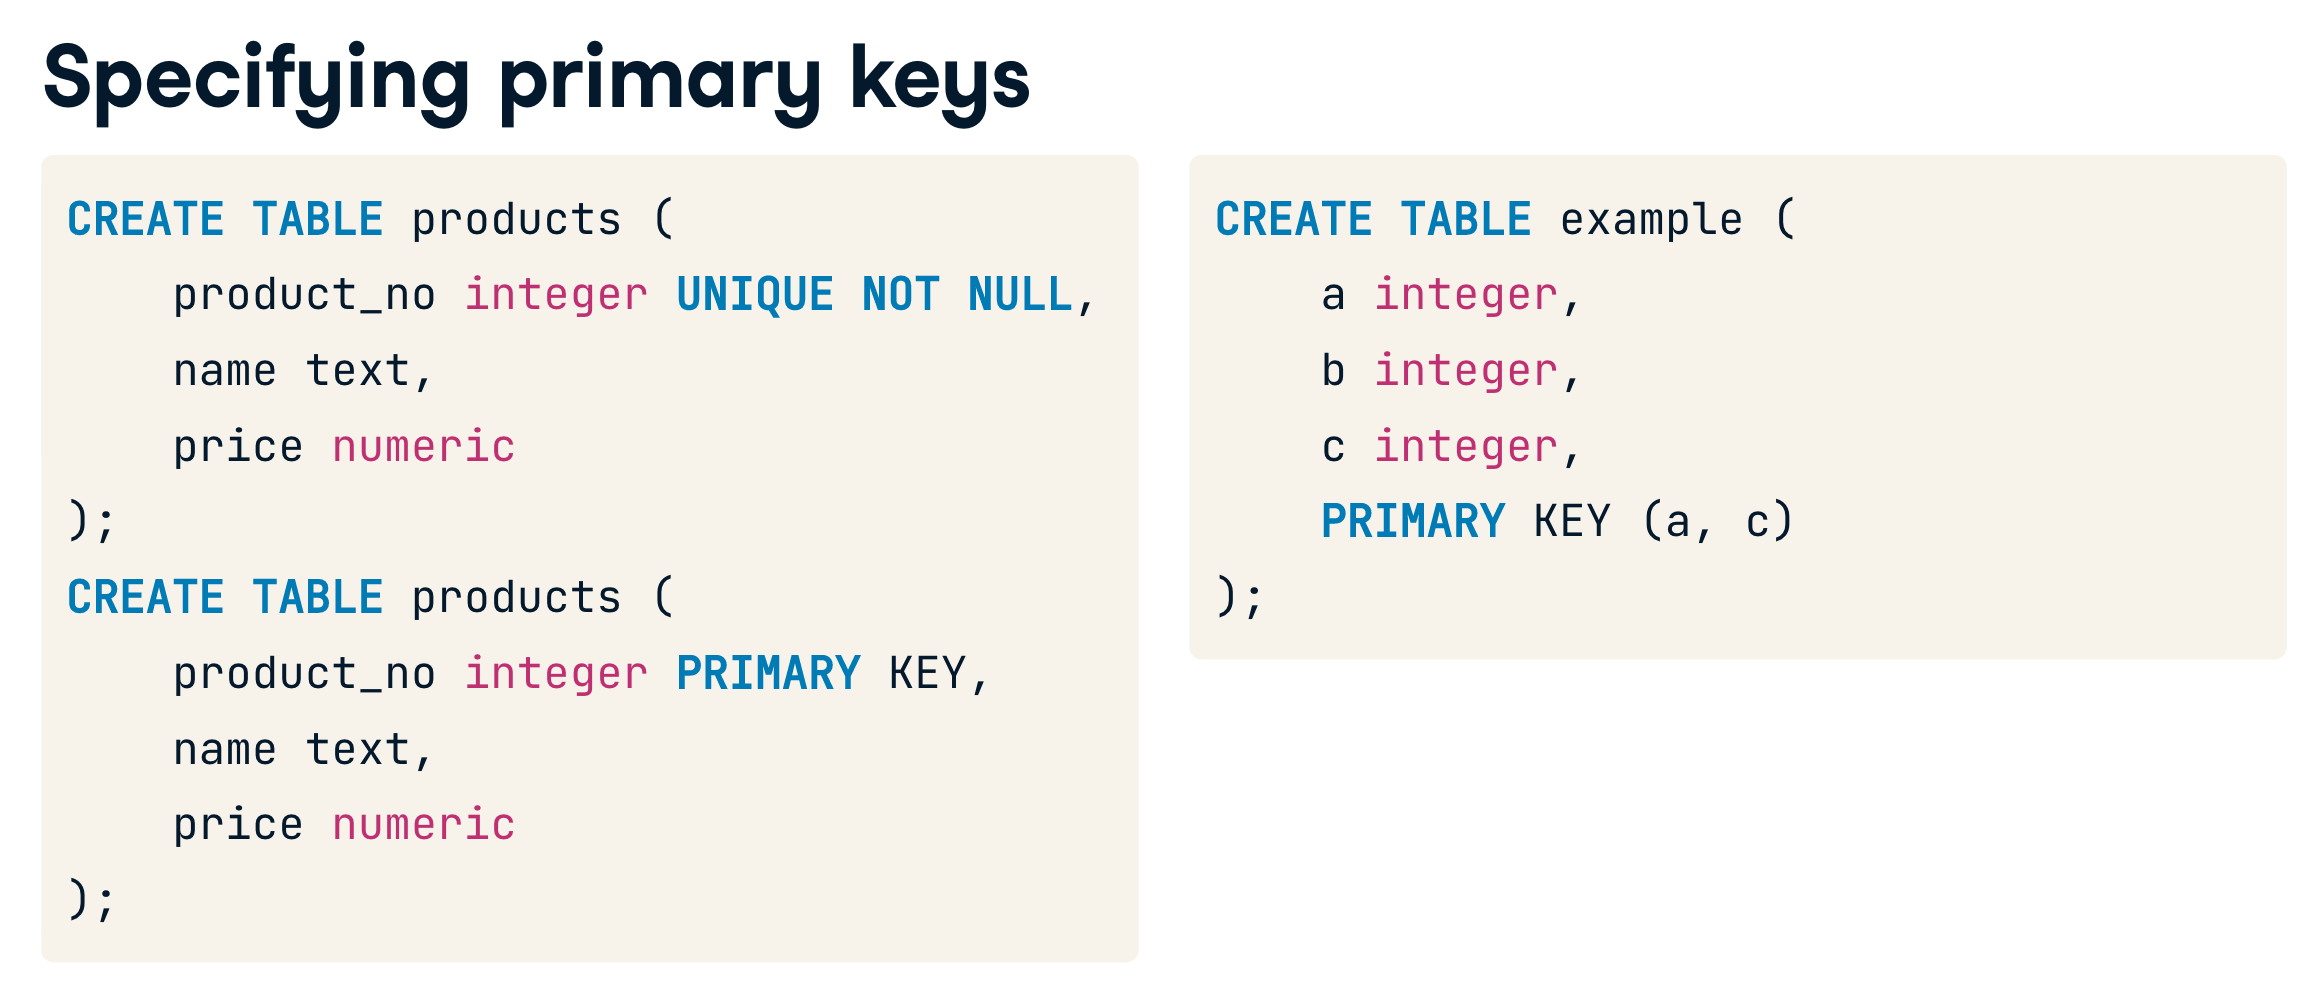 Specifying primary keys
CREATE TABLE products (
    product_no integer UNIQUE NOT NULL,
    name text,
    price numeric
);
CREATE TABLE products (
    product_no integer PRIMARY KEY,
    name text,
    price numeric
);
CREATE TABLE example (
    a integer,
    b integer,
    c integer,
    PRIMARY KEY (a, c)
);